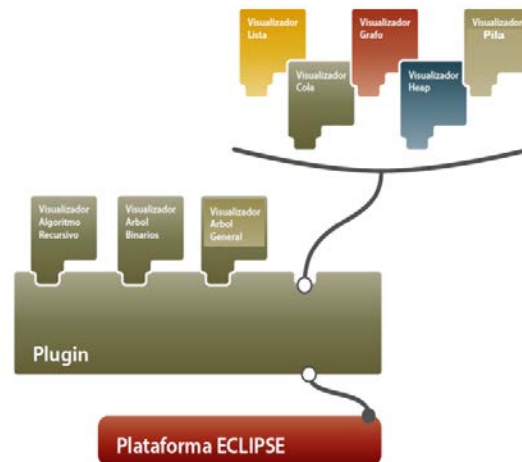 Visualizador
Lista
Visualizador
Grafo
Visualizador
Pila
Visualizador
Cola
Visualizador
Heap
Visualizador
Algoritmo
Recursivo
Visualizador
Arbol
Binarios
Visualizador
Arbol
General
Plugin
Plataforma ECLIPSE